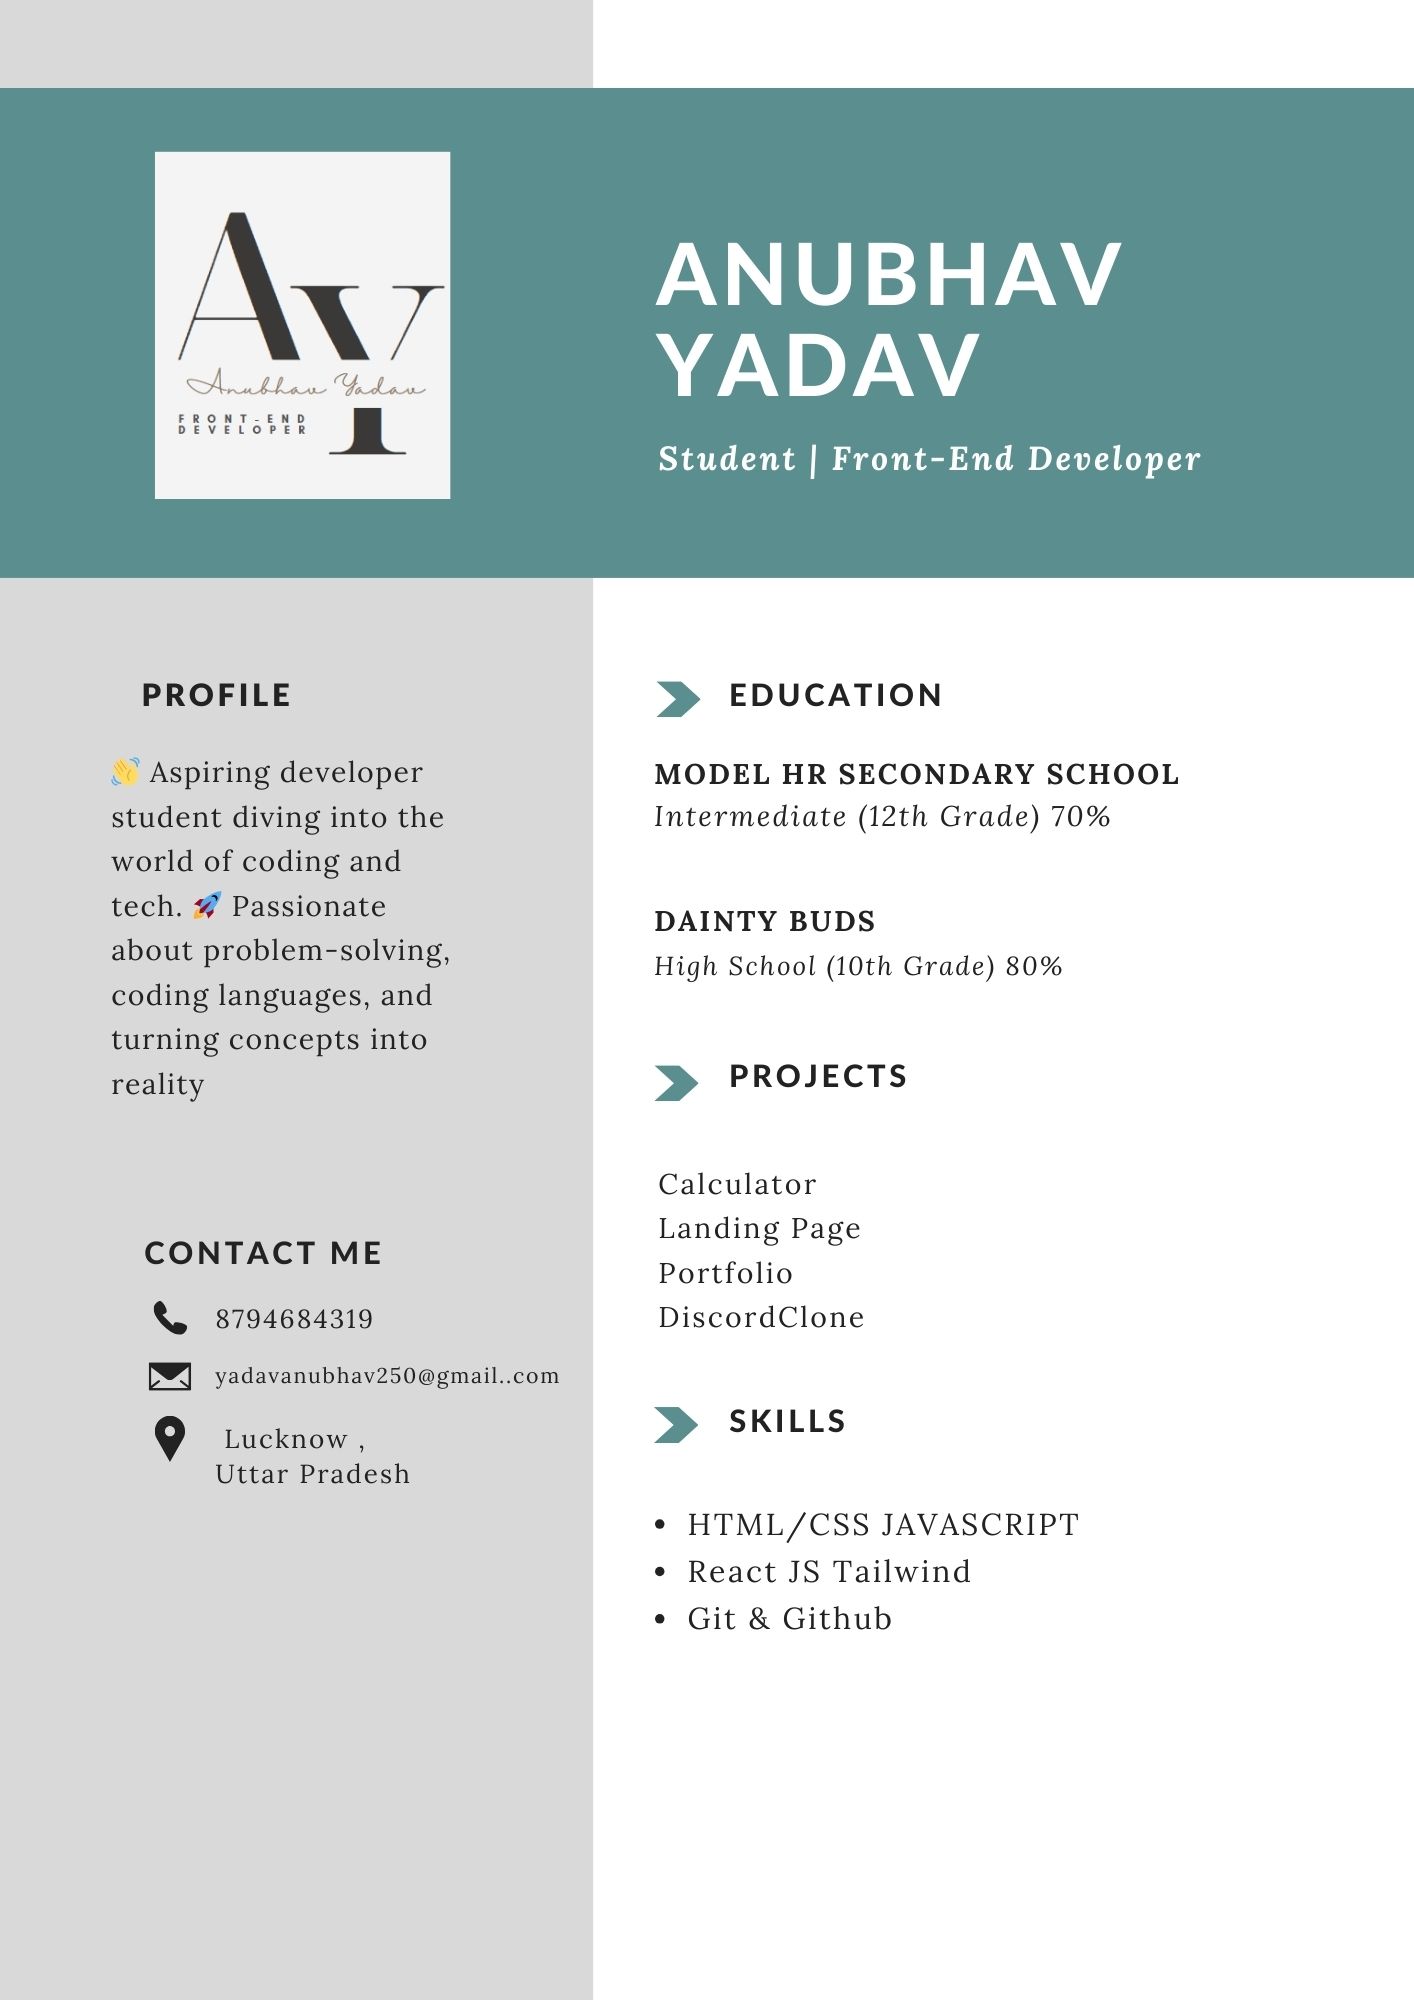 AY
Anubhav Yadav
FRONT-END
DEVELOPER
ANUBHAV
YADAV
Student | Front-End Developer
PROFILE
👋 Aspiring developer
student diving into the
world of coding and
tech. 🚀 Passionate
about problem-solving,
coding languages, and
turning concepts into
reality
CONTACT ME
8794684319
yadavanubhav250@gmail..com
Lucknow ,
Uttar Pradesh
EDUCATION
MODEL HR SECONDARY SCHOOL
Intermediate (12th Grade) 70%
DAINTY BUDS
High School (10th Grade) 80%
PROJECTS
Calculator
Landing Page
Portfolio
DiscordClone
SKILLS
• HTML/CSS JAVASCRIPT
• React JS Tailwind
• Git & Github